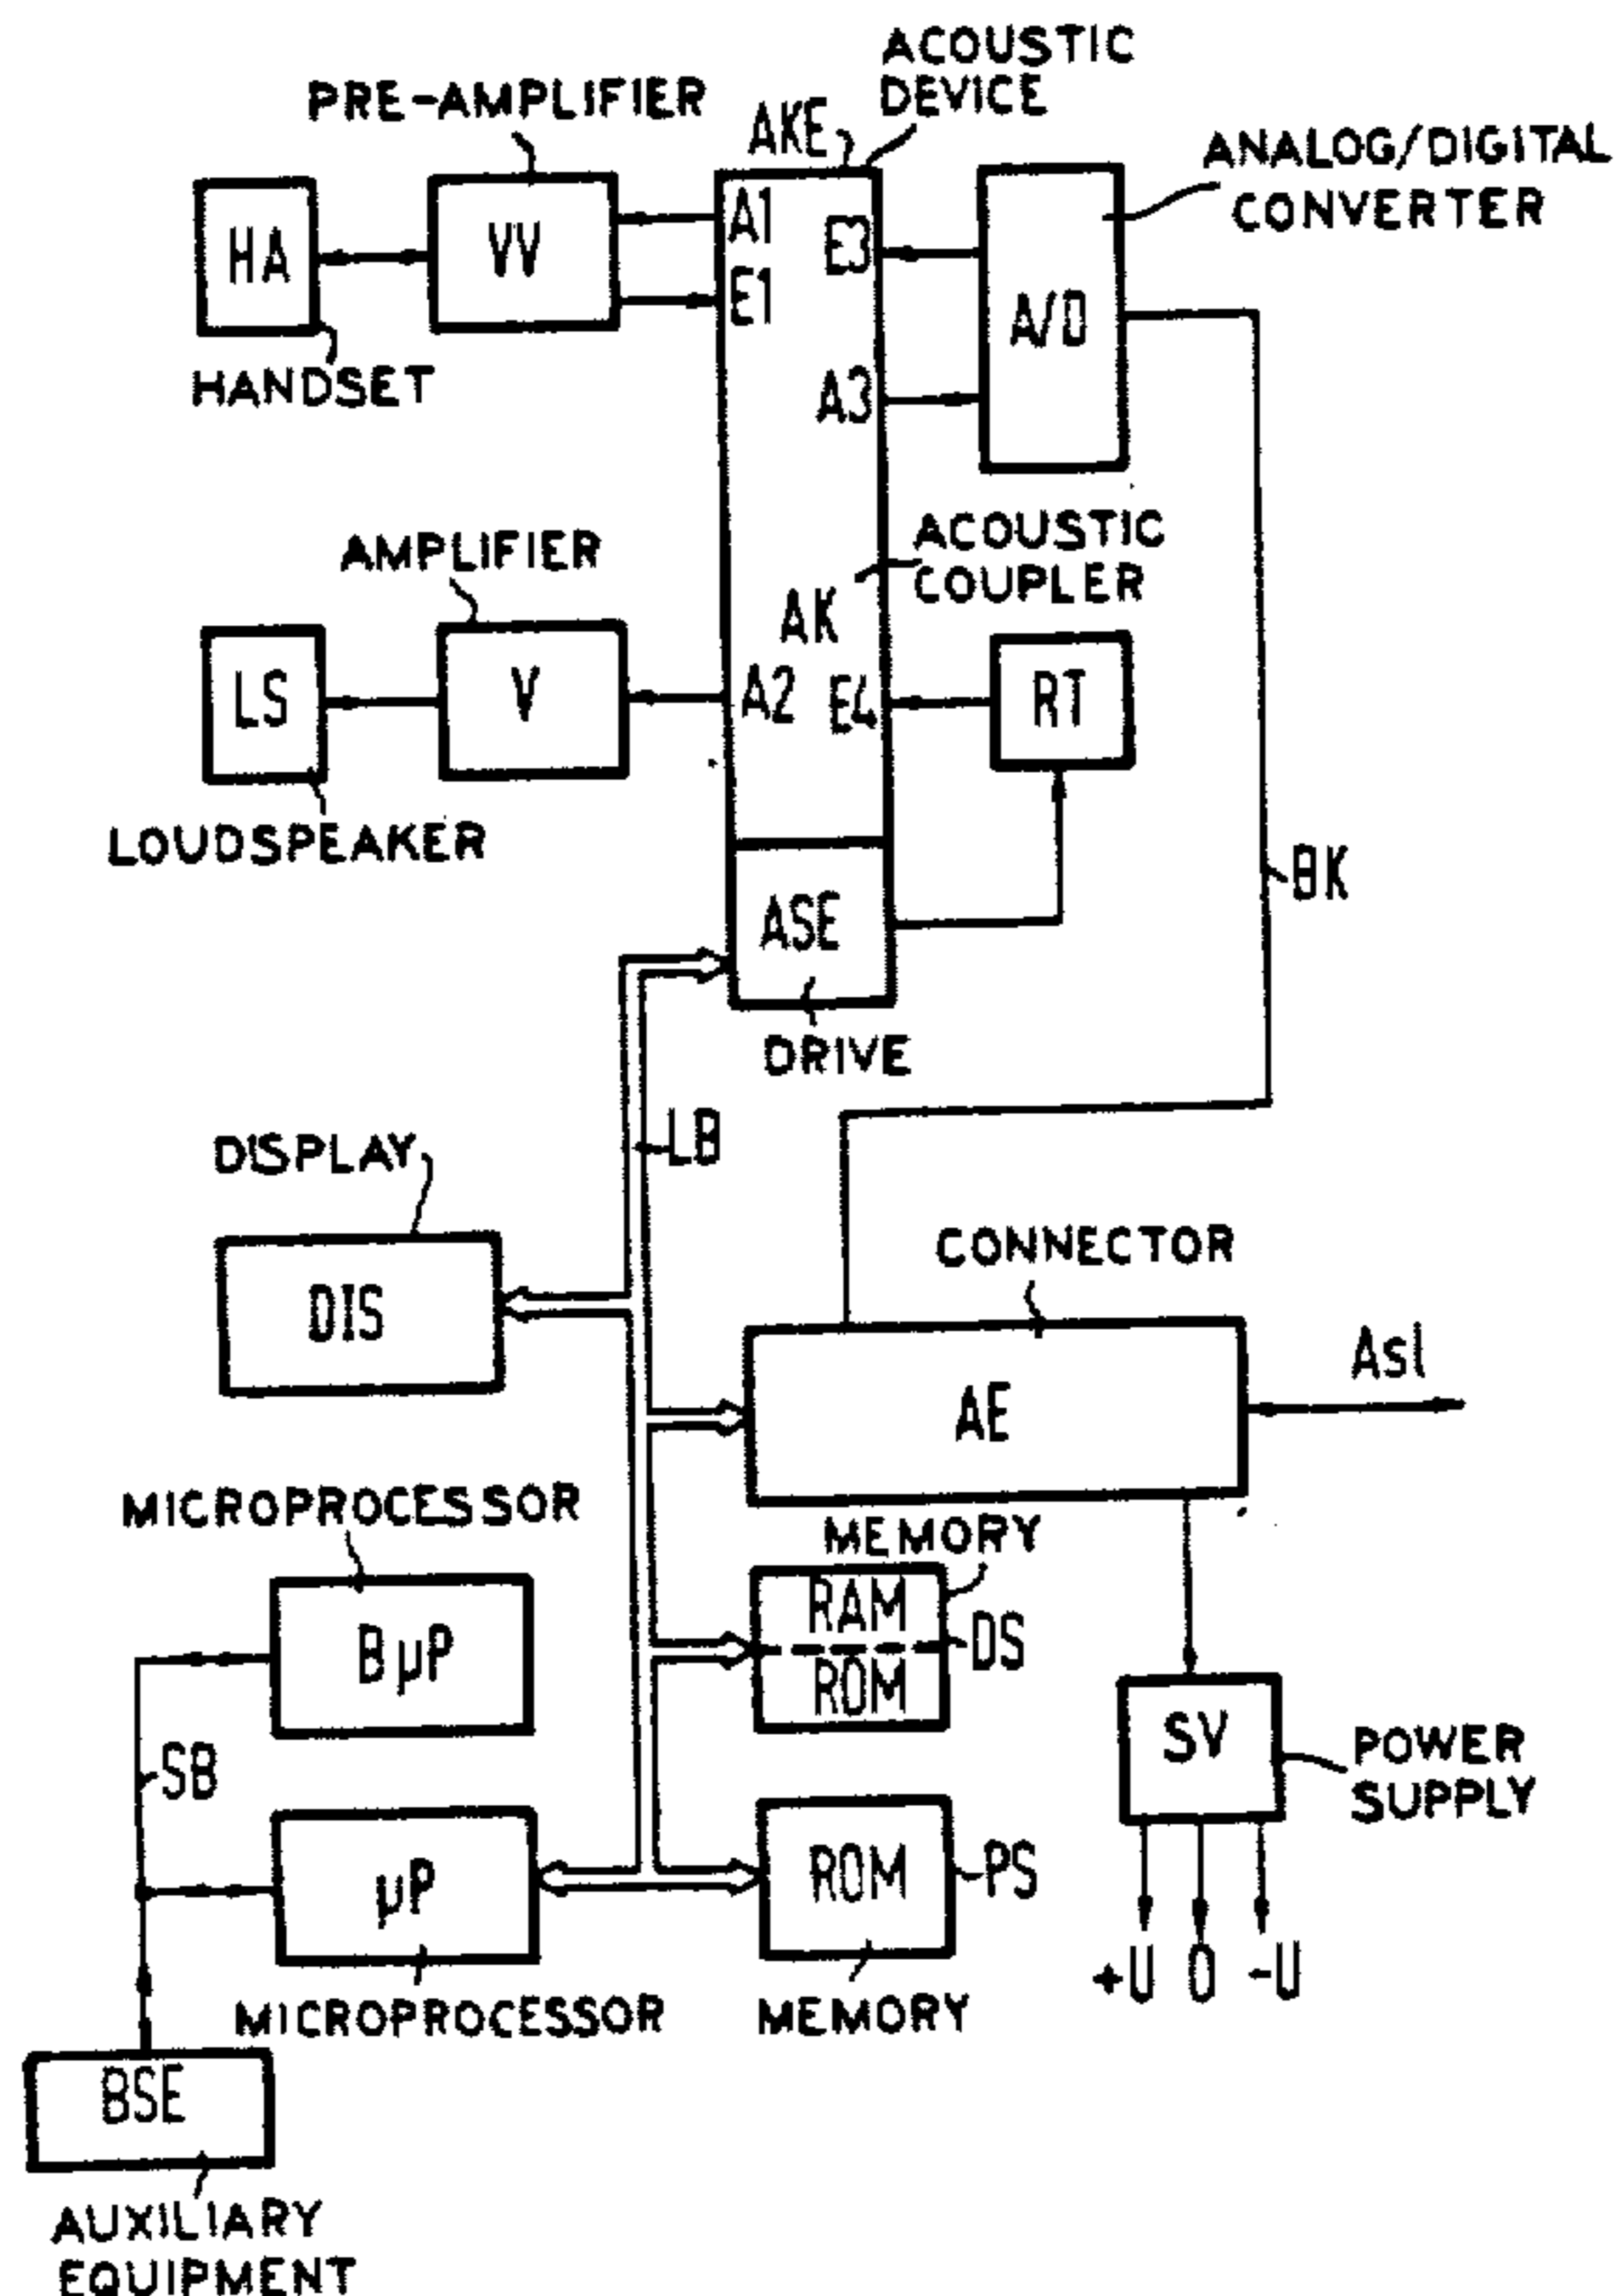 ACOUSTIC
DEVICE
PRE-AMPLIFIER
AKE
ANALOG/DIGITAL
CONVERTER
HA
VV
A1
E1
E3
A/D
A3
HANDSET
AMPLIFIER
ACOUSTIC
COUPLER
AK
LS
V
A2
E4
RT
LOUDSPEAKER
BK
ASE
DRIVE
LB
DISPLAY
CONNECTOR
DIS
Asl
AE
MICROPROCESSOR
MEMORY
RAM
BµP
DS
ROM
SV
POWER
SUPPLY
SB
µP
ROM
PS
+U 0 -U
MICROPROCESSOR
MEMORY
BSE
AUXILIARY
EQUIPMENT